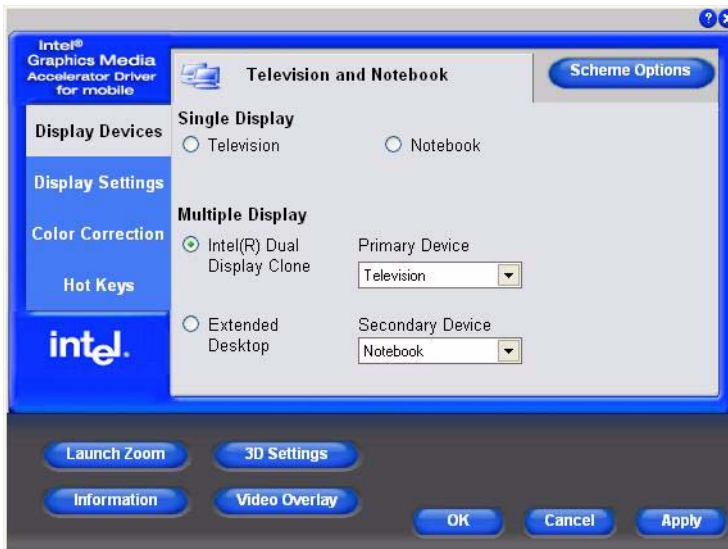 Intel®
Graphics Media
Accelerator Driver
for mobile
Television and Notebook
Scheme Options
Display Devices
Display Settings
Color Correction
Hot Keys
intel.
Single Display
Television
Notebook
Multiple Display
Intel(R) Dual
Display Clone
Primary Device
Television
Extended
Desktop
Secondary Device
Notebook
Launch Zoom
3D Settings
Information
Video Overlay
OK
Cancel
Apply